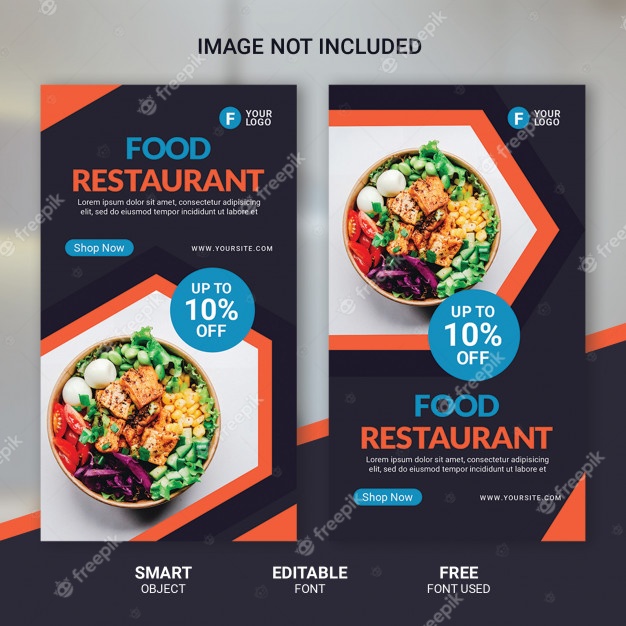 IMAGE NOT INCLUDED
F YOUR
LOGO
FOOD
RESTAURANT
Lorem ipsum dolor sit amet, consectetur adipisicing
elit, sed do eiusmod tempor incididunt ut labore et
Shop Now
WWW.YOURSITE.COM
UP TO
10%
OFF
F YOUR
LOGO
UP TO
10%
OFF
FOOD
RESTAURANT
Lorem ipsum dolor sit amet, consectetur adipisicing
elit, sed do eiusmod tempor incididunt ut labore et
Shop Now
WWW.YOURSITE.COM
SMART
OBJECT
EDITABLE
FONT
FREE
FONT USED
freepik